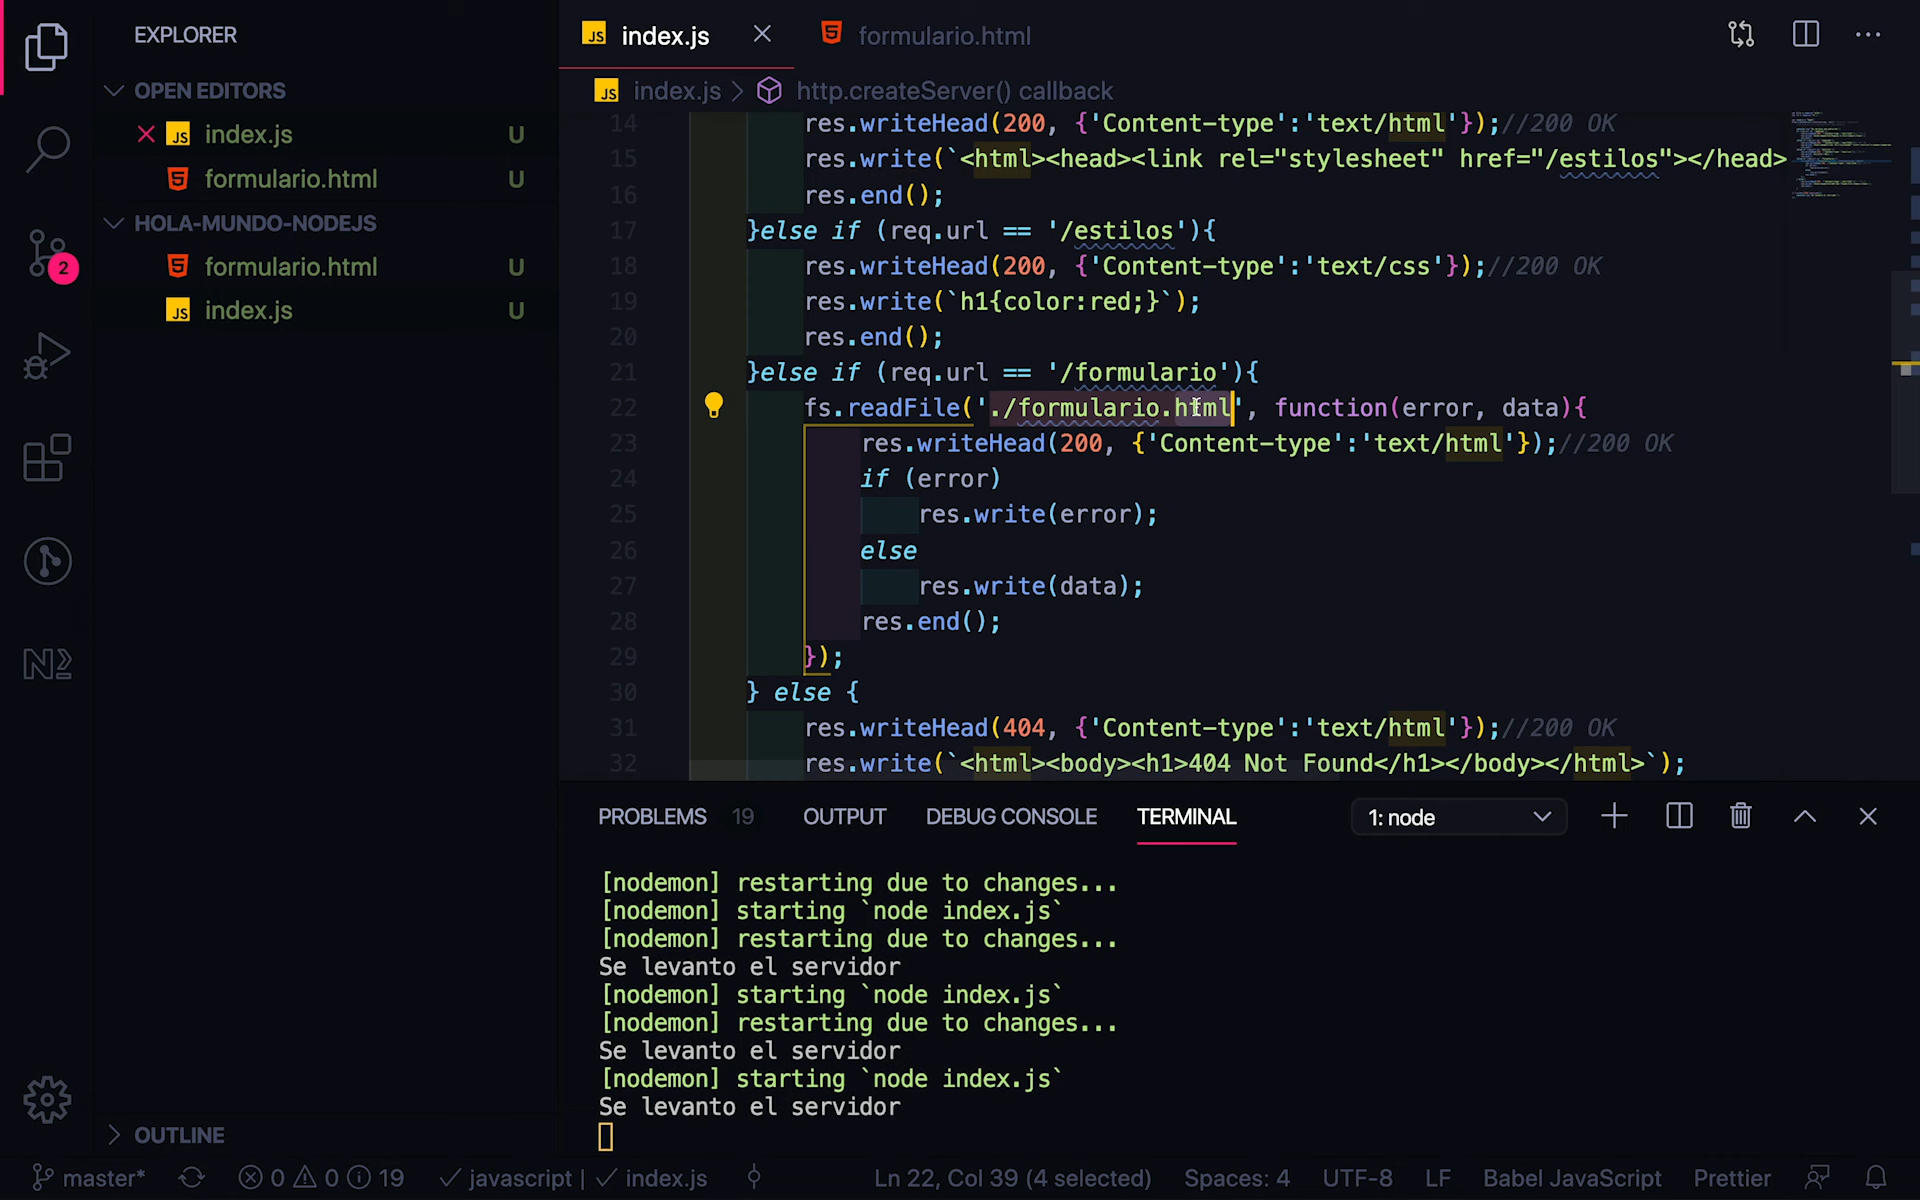 EXPLORER
OPEN EDITORS
JS index.js U
formulario.html U
HOLA-MUNDO-NODEJS
formulario.html U
JS index.js U
2
OUTLINE
JS index.js
formulario.html
JS index.js > http.createServer() callback
14 res.writeHead(200, {'Content-type':'text/html'});//200 OK
15 res.write(`<html><head><link rel="stylesheet" href="/estilos"></head>
16 res.end();
17 }else if (req.url == '/estilos'){
18 res.writeHead(200, {'Content-type':'text/css'});//200 OK
19 res.write(`h1{color:red;}`);
20 res.end();
21 }else if (req.url == '/formulario'){
22 fs.readFile('./formulario.html', function(error, data){
23 res.writeHead(200, {'Content-type':'text/html'});//200 OK
24 if (error)
25 res.write(error);
26 else
27 res.write(data);
28 res.end();
29 });
30 } else {
31 res.writeHead(404, {'Content-type':'text/html'});//200 OK
32 res.write(`<html><body><h1>404 Not Found</h1></body></html>`);
PROBLEMS 19 OUTPUT DEBUG CONSOLE TERMINAL 1: node
[nodemon] restarting due to changes...
[nodemon] starting `node index.js`
[nodemon] restarting due to changes...
Se levanto el servidor
[nodemon] starting `node index.js`
[nodemon] restarting due to changes...
Se levanto el servidor
[nodemon] starting `node index.js`
Se levanto el servidor
master* 0 0 19 javascript | index.js Ln 22, Col 39 (4 selected) Spaces: 4 UTF-8 LF Babel JavaScript Prettier